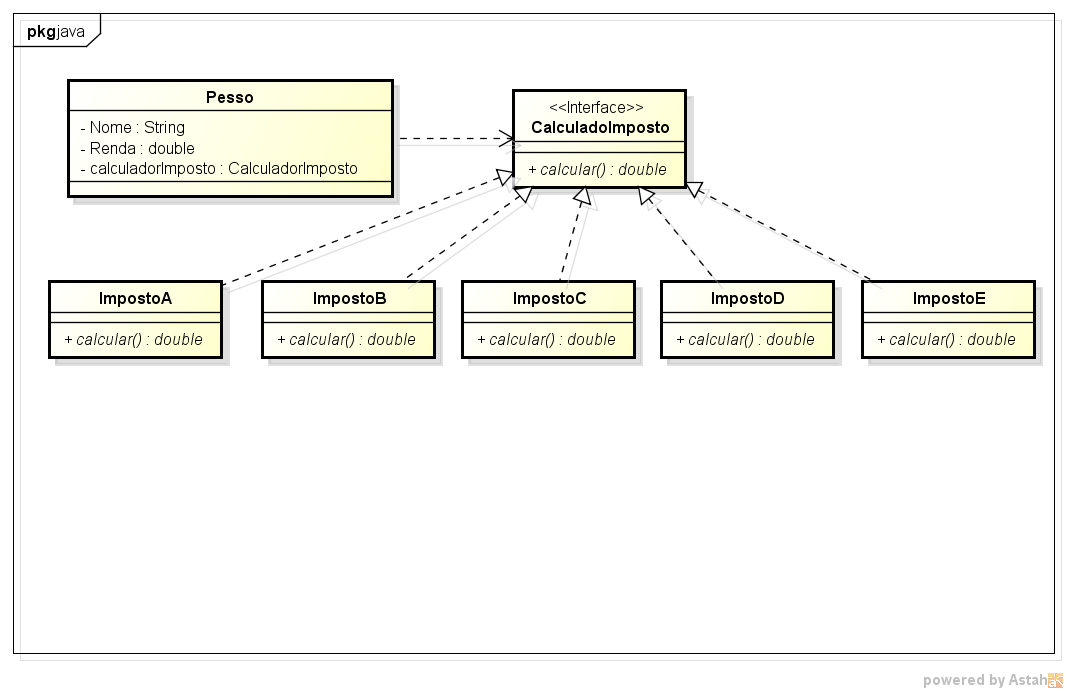 pkg java
Pesso
- Nome : String
- Renda : double
- calculadorImposto : CalculadorImposto
<<Interface>>
CalculadoImposto
+ calcular() : double
ImpostoA
+ calcular() : double
ImpostoB
+ calcular() : double
ImpostoC
+ calcular() : double
ImpostoD
+ calcular() : double
ImpostoE
+ calcular() : double
powered by Astah